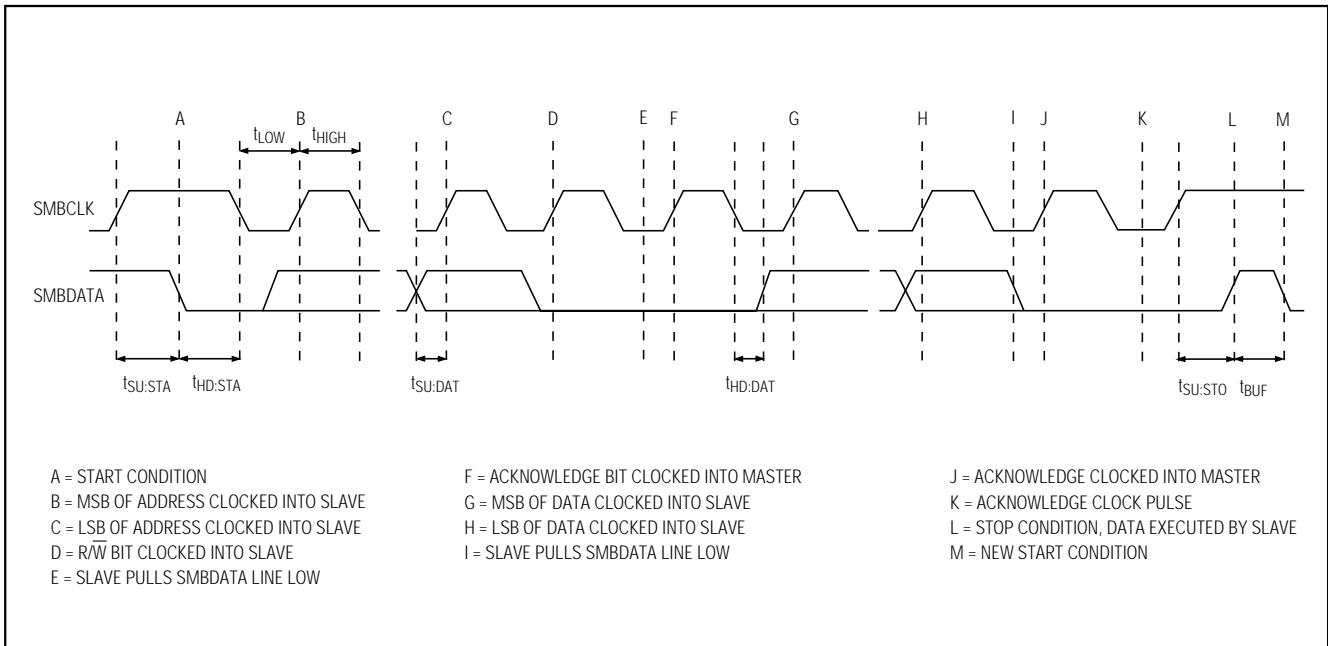 A B C D E F G H I J K L M
tLOW tHIGH
SMBCLK
SMBDATA
tSU:STA tHD:STA tSU:DAT tHD:DAT tSU:STO tBUF
A = START CONDITION
B = MSB OF ADDRESS CLOCKED INTO SLAVE
C = LSB OF ADDRESS CLOCKED INTO SLAVE
D = R/W̅ BIT CLOCKED INTO SLAVE
E = SLAVE PULLS SMBDATA LINE LOW
F = ACKNOWLEDGE BIT CLOCKED INTO MASTER
G = MSB OF DATA CLOCKED INTO SLAVE
H = LSB OF DATA CLOCKED INTO SLAVE
I = SLAVE PULLS SMBDATA LINE LOW
J = ACKNOWLEDGE CLOCKED INTO MASTER
K = ACKNOWLEDGE CLOCK PULSE
L = STOP CONDITION, DATA EXECUTED BY SLAVE
M = NEW START CONDITION